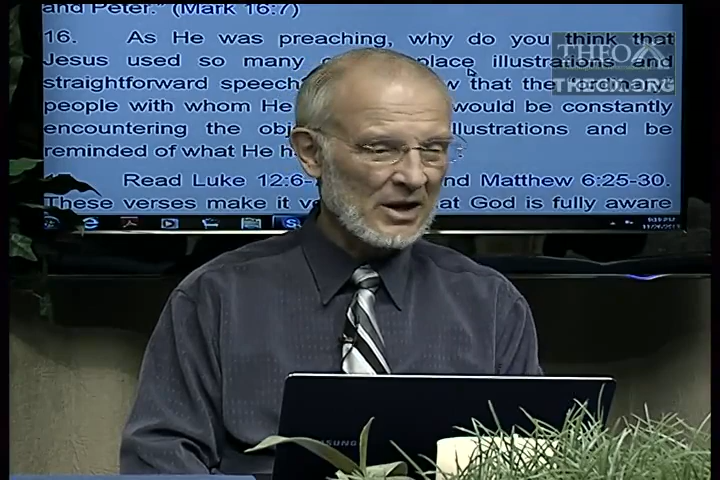 and Peter." (Mark 16:7)
16. As He was preaching, why do you think that
Jesus used so many place illustrations and
straightforward speech that the
people with whom He would be constantly
encountering the illustrations and be
reminded of what He
Read Luke 12:6- and Matthew 6:25-30.
These verses make it that God is fully aware
THEO
THEOX.ORG
SAMSUNG